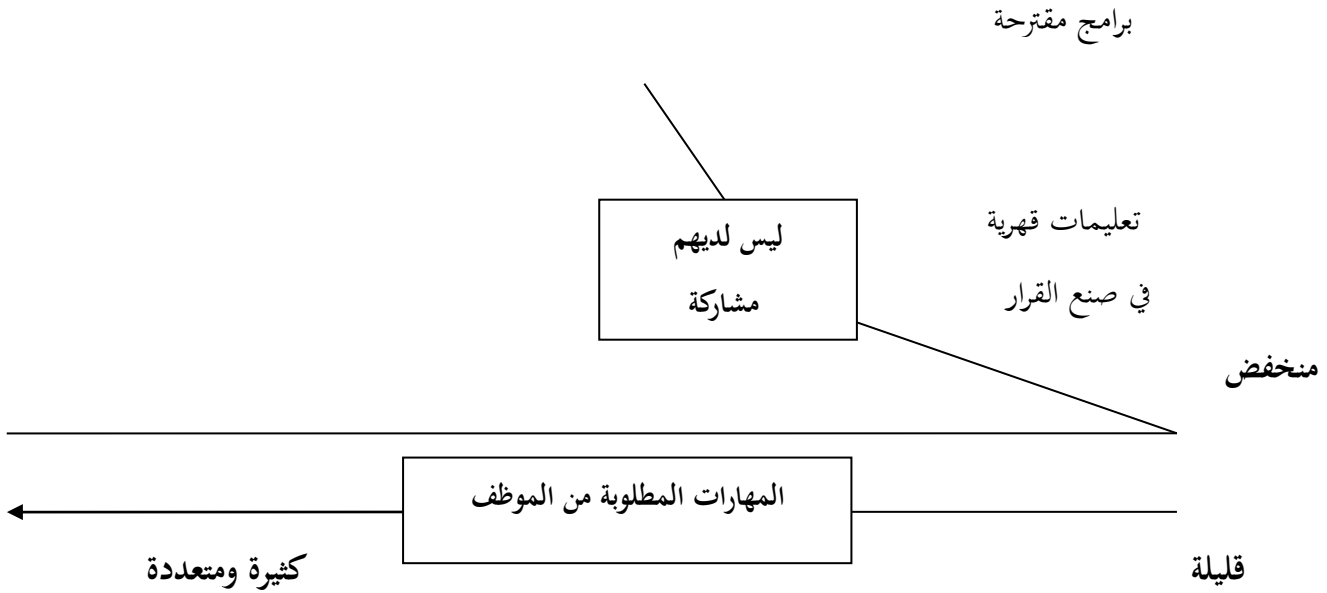 برامج مقترحة
تعليمات قهرية
في صنع القرار
ليس لديهم
مشاركة
منخفض
المهارات المطلوبة من الموظف
قليلة
كثيرة ومتعددة